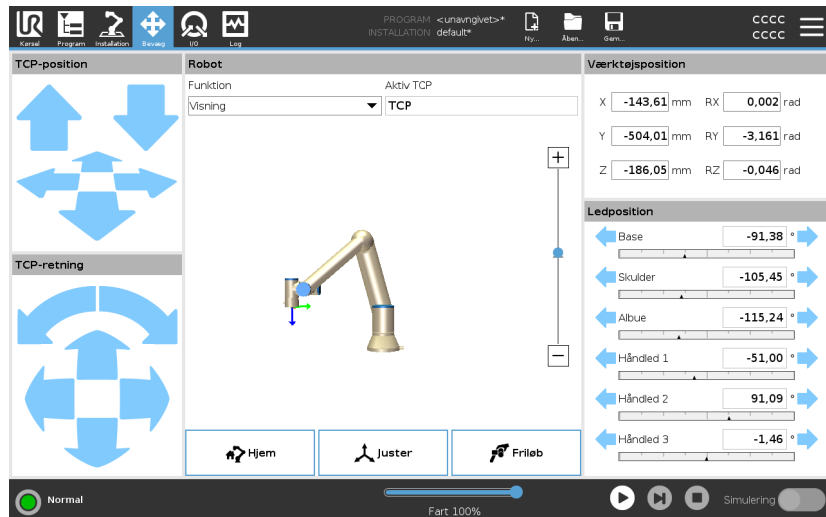 PROGRAM <unavngivet>*
INSTALLATION default*
cccc
cccc
Kørsel Program Installation Bevæg I/O Log Ny... Åben... Gem...
TCP-position
Robot
Værktøjsposition
Funktion Aktiv TCP
Visning TCP
X -143,61 mm RX 0,002 rad
Y -504,01 mm RY -3,161 rad
Z -186,05 mm RZ -0,046 rad
Ledposition
Base -91,38 °
TCP-retning
Skulder -105,45 °
Albue -115,24 °
Håndled 1 -51,00 °
Håndled 2 91,09 °
Håndled 3 -1,46 °
Hjem Juster Friløb
Normal
Fart 100%
Simulering